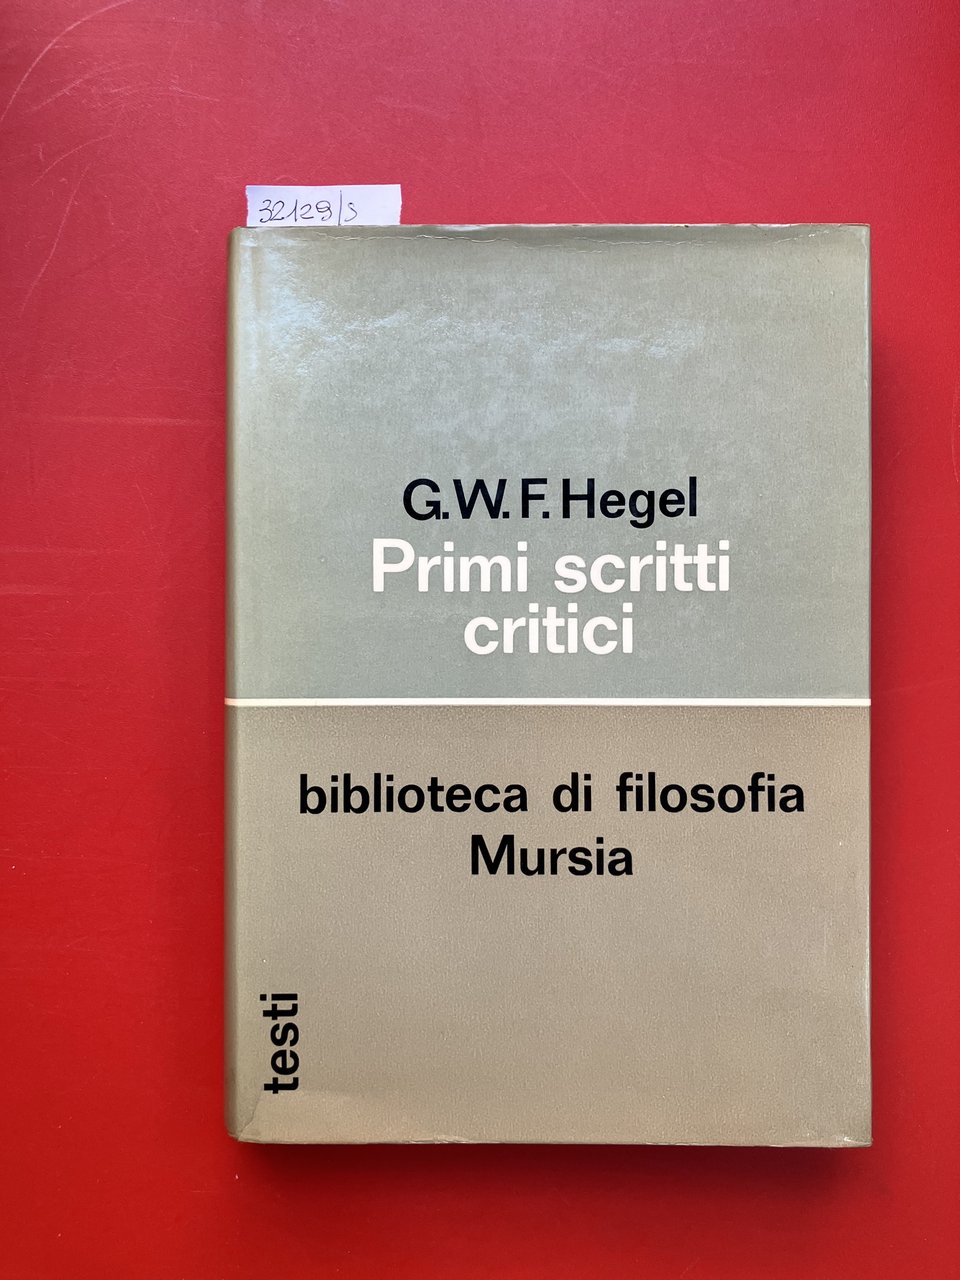 32129/s
G.W.F. Hegel
Primi scritti
critici
biblioteca di filosofia
Mursia
testi